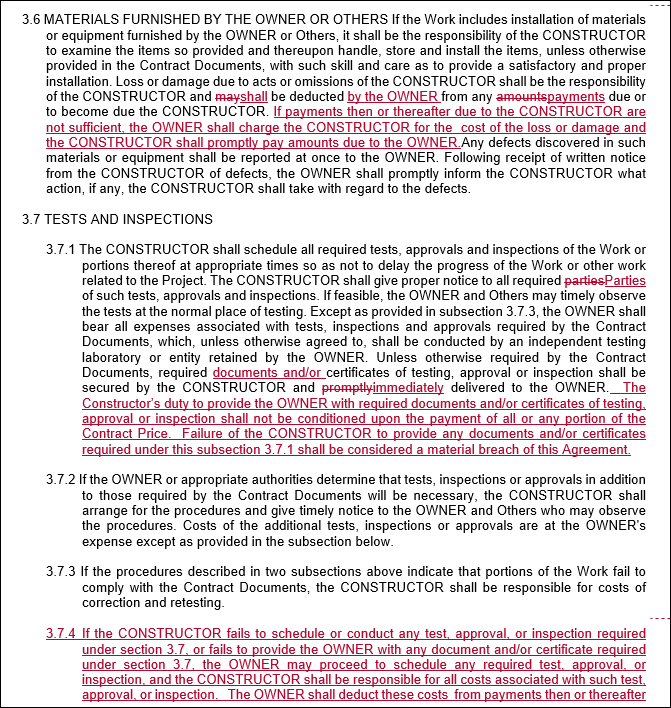 3.6 MATERIALS FURNISHED BY THE OWNER OR OTHERS If the Work includes installation of materials
or equipment furnished by the OWNER or Others, it shall be the responsibility of the CONSTRUCTOR
to examine the items so provided and thereupon handle, store and install the items, unless otherwise
provided in the Contract Documents, with such skill and care as to provide a satisfactory and proper
installation. Loss or damage due to acts or omissions of the CONSTRUCTOR shall be the responsibility
of the CONSTRUCTOR and mayshall be deducted by the OWNER from any amountspayments due or
to become due the CONSTRUCTOR. If payments then or thereafter due to the CONSTRUCTOR are
not sufficient, the OWNER shall charge the CONSTRUCTOR for the cost of the loss or damage and
the CONSTRUCTOR shall promptly pay amounts due to the OWNER.Any defects discovered in such
materials or equipment shall be reported at once to the OWNER. Following receipt of written notice
from the CONSTRUCTOR of defects, the OWNER shall promptly inform the CONSTRUCTOR what
action, if any, the CONSTRUCTOR shall take with regard to the defects.
3.7 TESTS AND INSPECTIONS
3.7.1 The CONSTRUCTOR shall schedule all required tests, approvals and inspections of the Work or
portions thereof at appropriate times so as not to delay the progress of the Work or other work
related to the Project. The CONSTRUCTOR shall give proper notice to all required partiesParties
of such tests, approvals and inspections. If feasible, the OWNER and Others may timely observe
the tests at the normal place of testing. Except as provided in subsection 3.7.3, the OWNER shall
bear all expenses associated with tests, inspections and approvals required by the Contract
Documents, which, unless otherwise agreed to, shall be conducted by an independent testing
laboratory or entity retained by the OWNER. Unless otherwise required by the Contract
Documents, required documents and/or certificates of testing, approval or inspection shall be
secured by the CONSTRUCTOR and promptlyimmediately delivered to the OWNER. The
Constructor's duty to provide the OWNER with required documents and/or certificates of testing,
approval or inspection shall not be conditioned upon the payment of all or any portion of the
Contract Price. Failure of the CONSTRUCTOR to provide any documents and/or certificates
required under this subsection 3.7.1 shall be considered a material breach of this Agreement.
3.7.2 If the OWNER or appropriate authorities determine that tests, inspections or approvals in addition
to those required by the Contract Documents will be necessary, the CONSTRUCTOR shall
arrange for the procedures and give timely notice to the OWNER and Others who may observe
the procedures. Costs of the additional tests, inspections or approvals are at the OWNER's
expense except as provided in the subsection below.
3.7.3 If the procedures described in two subsections above indicate that portions of the Work fail to
comply with the Contract Documents, the CONSTRUCTOR shall be responsible for costs of
correction and retesting.
3.7.4 If the CONSTRUCTOR fails to schedule or conduct any test, approval, or inspection required
under section 3.7, or fails to provide the OWNER with any document and/or certificate required
under section 3.7, the OWNER may proceed to schedule any required test, approval, or
inspection, and the CONSTRUCTOR shall be responsible for all costs associated with such test,
approval, or inspection. The OWNER shall deduct these costs from payments then or thereafter